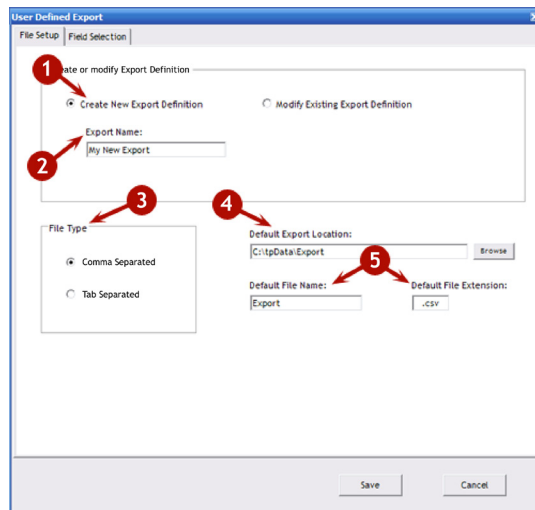 User Defined Export
File Setup Field Selection
1
ate or modify Export Definition
Create New Export Definition Modify Existing Export Definition
Export Name:
2
My New Export
3 4
File Type Default Export Location:
C:\tpData\Export Browse
Comma Separated
5
Default File Name: Default File Extension:
Tab Separated
Export .csv
Save Cancel